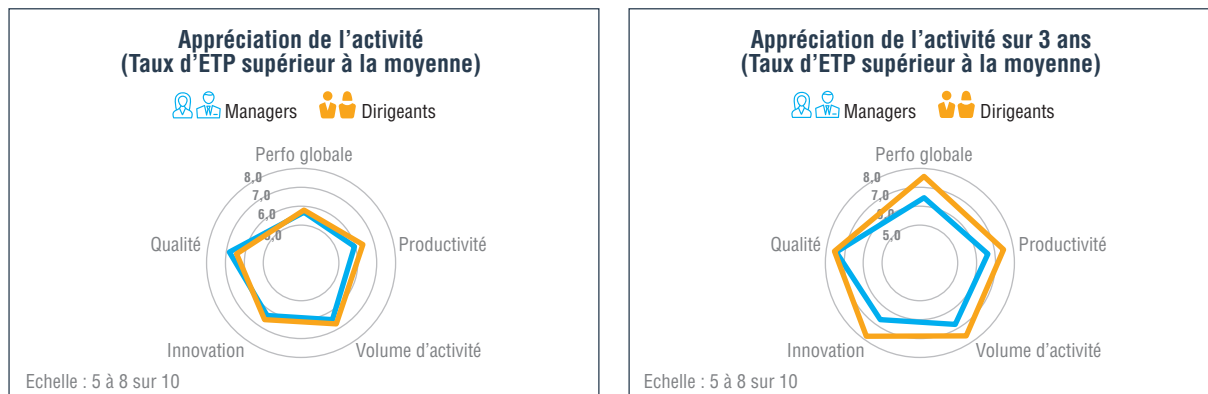 Appréciation de l'activité
(Taux d'ETP supérieur à la moyenne)
Managers Dirigeants
Perfo globale
8,0
7,0
6,0
5,0
Qualité
Productivité
Innovation
Volume d'activité
Echelle : 5 à 8 sur 10
Appréciation de l'activité sur 3 ans
(Taux d'ETP supérieur à la moyenne)
Managers Dirigeants
Perfo globale
8,0
7,0
6,0
5,0
Qualité
Productivité
Innovation
Volume d'activité
Echelle : 5 à 8 sur 10